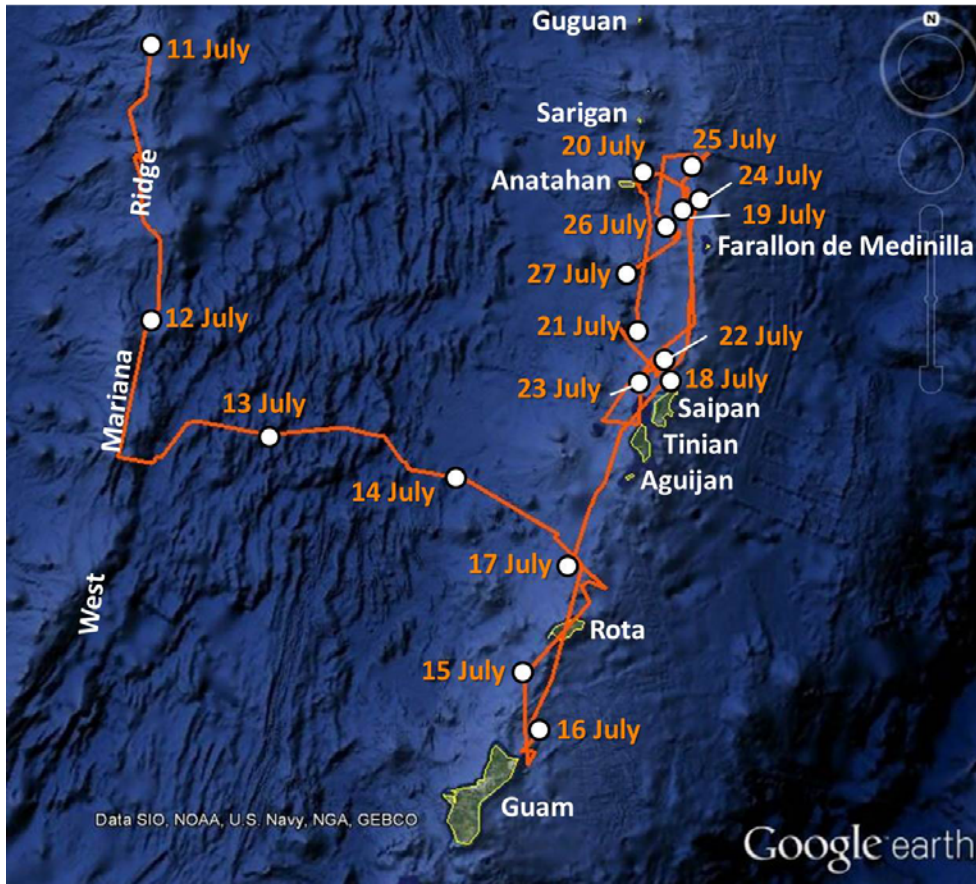 Guguan
N
11 July
Sarigan
20 July
25 July
Anatahan
24 July
Ridge
26 July
19 July
Farallon de Medinilla
27 July
12 July
21 July
22 July
Mariana
13 July
23 July
18 July
Saipan
Tinian
14 July
Aguijan
17 July
West
Rota
15 July
16 July
Guam
Data SIO, NOAA, U.S. Navy, NGA, GEBCO
Google earth